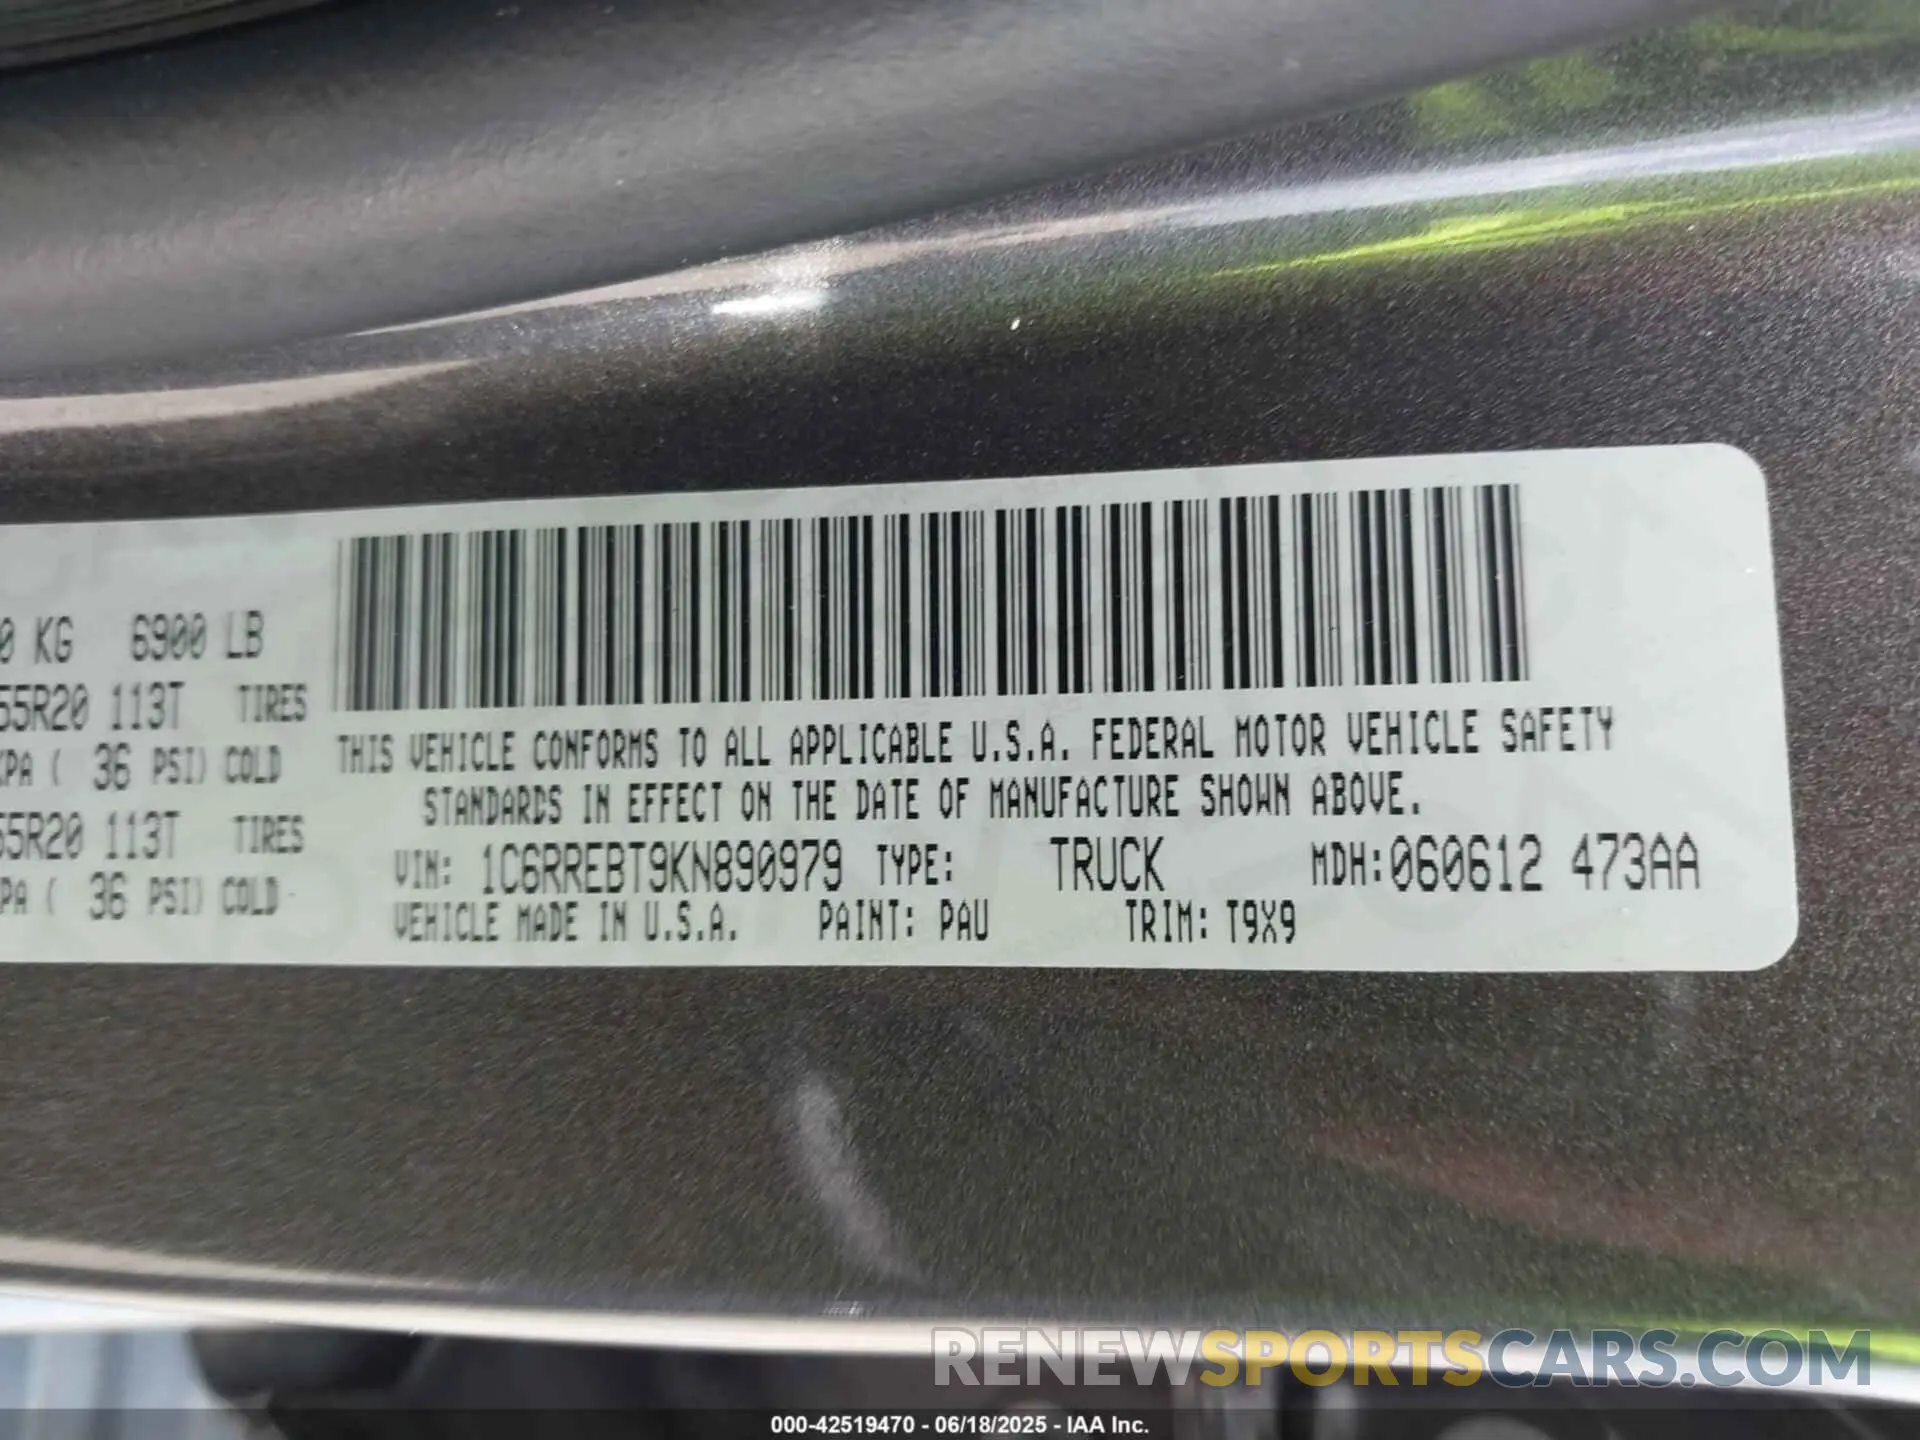 0 KG 6900 LB
55R20 113T TIRES
KPA ( 36 PSI) COLD
55R20 113T TIRES
PA ( 36 PSI) COLD
THIS VEHICLE CONFORMS TO ALL APPLICABLE U.S.A. FEDERAL MOTOR VEHICLE SAFETY
STANDARDS IN EFFECT ON THE DATE OF MANUFACTURE SHOWN ABOVE.
VIN: 1C6RREBT9KN890979 TYPE: TRUCK MDH:060612 473AA
VEHICLE MADE IN U.S.A. PAINT: PAU TRIM: T9X9
RENEWSPORTSCARS.COM
000-42519470 - 06/18/2025 - IAA Inc.